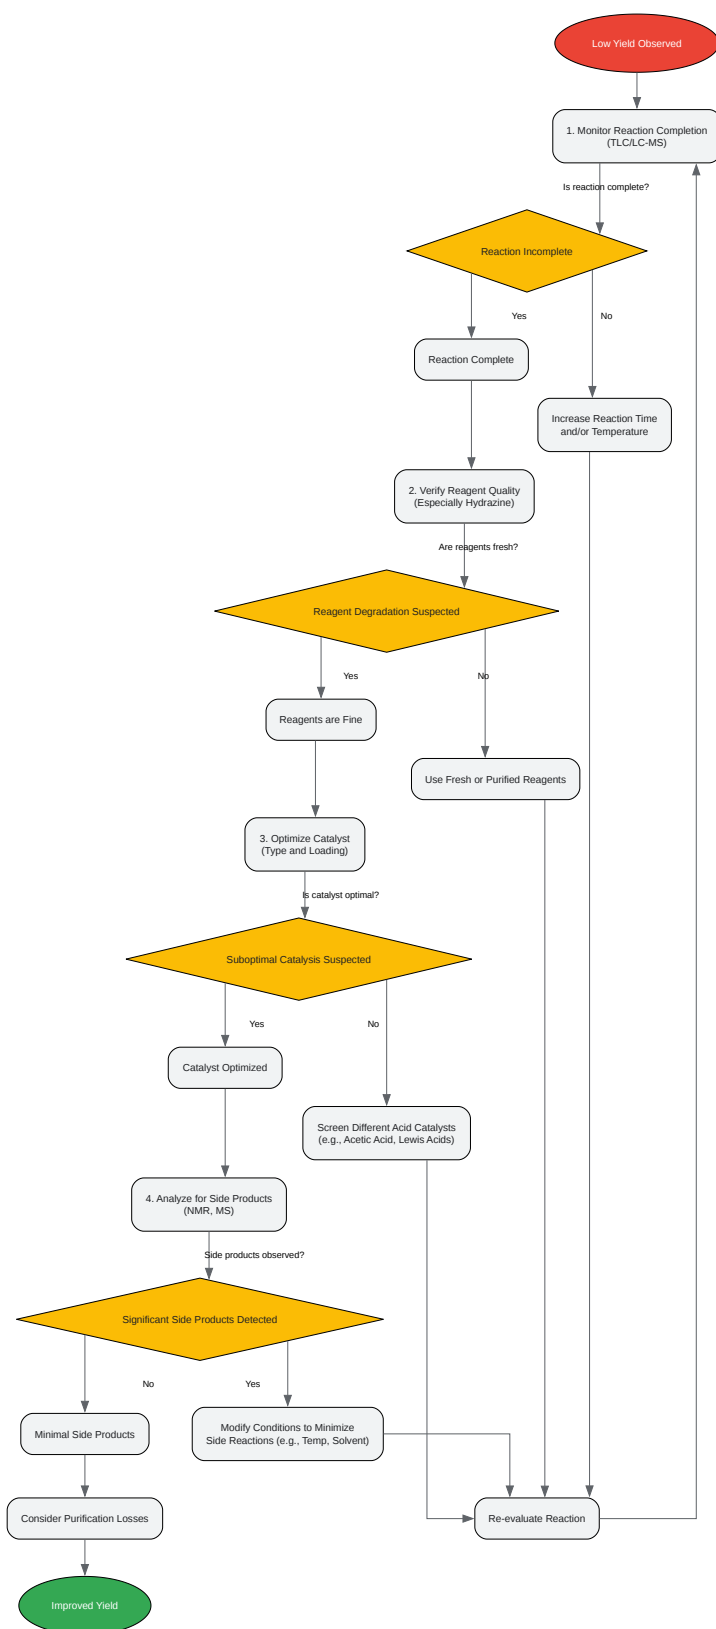 Low Yield Observed
1. Monitor Reaction Completion
(TLC/LC-MS)
Is reaction complete?
Reaction Incomplete
Yes
No
Reaction Complete
Increase Reaction Time
and/or Temperature
2. Verify Reagent Quality
(Especially Hydrazine)
Are reagents fresh?
Reagent Degradation Suspected
Yes
No
Reagents are Fine
Use Fresh or Purified Reagents
3. Optimize Catalyst
(Type and Loading)
Is catalyst optimal?
Suboptimal Catalysis Suspected
Yes
No
Catalyst Optimized
Screen Different Acid Catalysts
(e.g., Acetic Acid, Lewis Acids)
4. Analyze for Side Products
(NMR, MS)
Side products observed?
Significant Side Products Detected
No
Yes
Minimal Side Products
Modify Conditions to Minimize
Side Reactions (e.g., Temp, Solvent)
Consider Purification Losses
Re-evaluate Reaction
Improved Yield